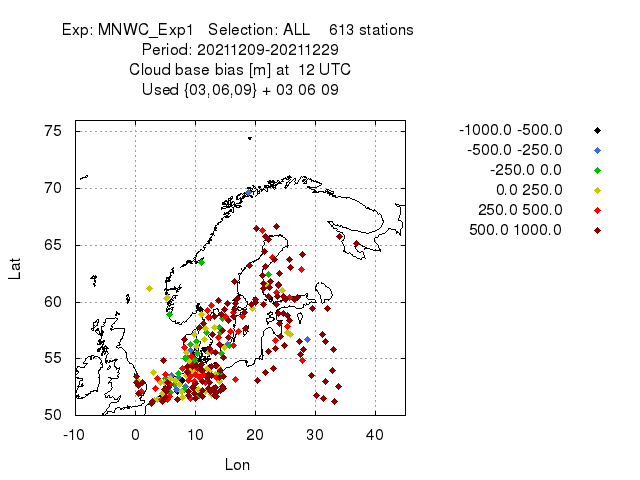 Exp: MNWC_Exp1 Selection: ALL 613 stations
Period: 20211209-20211229
Cloud base bias [m] at 12 UTC
Used {03,06,09} + 03 06 09
-1000.0 -500.0
-500.0 -250.0
-250.0 0.0
0.0 250.0
250.0 500.0
500.0 1000.0
75
70
65
60
55
50
Lat
-10 0 10 20 30 40
Lon